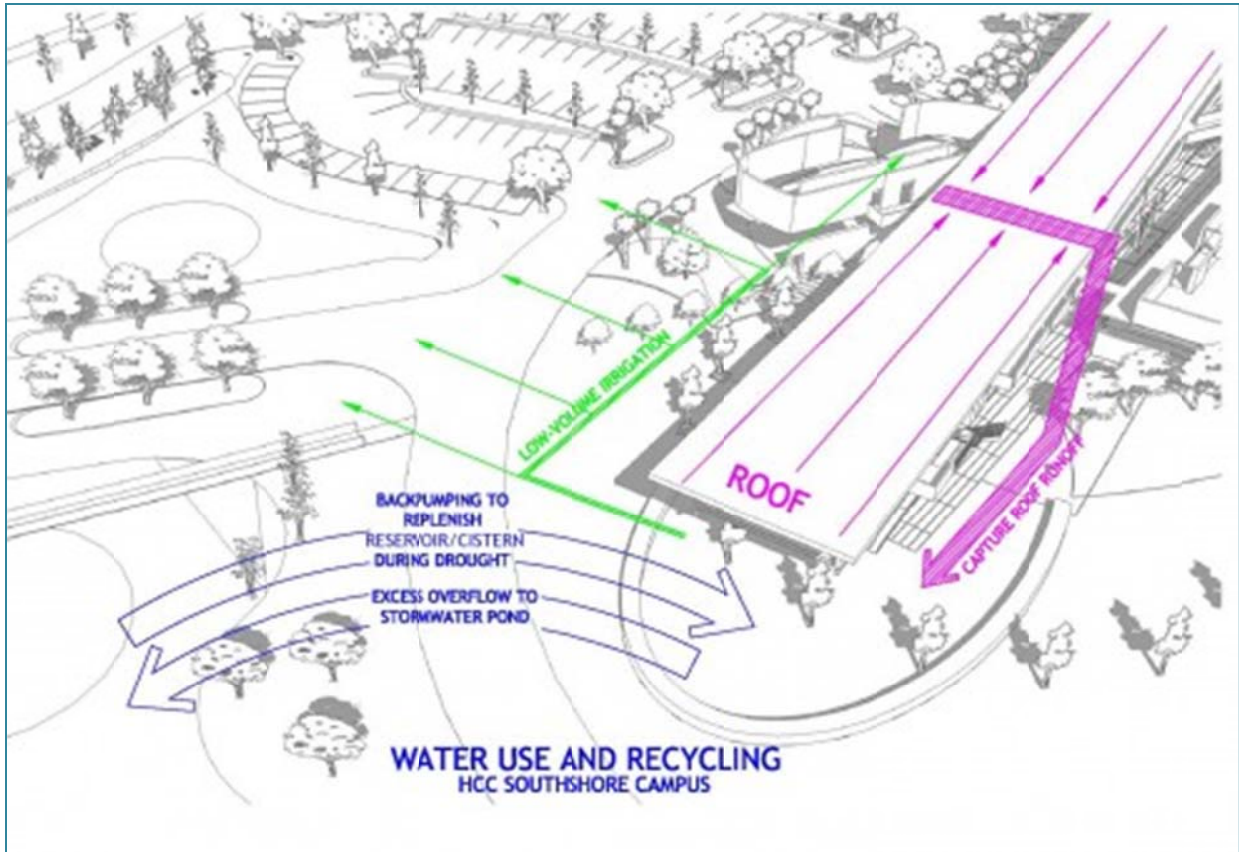 LOW-VOLUME IRRIGATION
ROOF
CAPTURE ROOF RUNOFF
BACKPUMPING TO
REPLENISH
RESERVOIR/CISTERN
DURING DROUGHT
EXCESS OVERFLOW TO
STORMWATER POND
WATER USE AND RECYCLING
HCC SOUTHSHORE CAMPUS